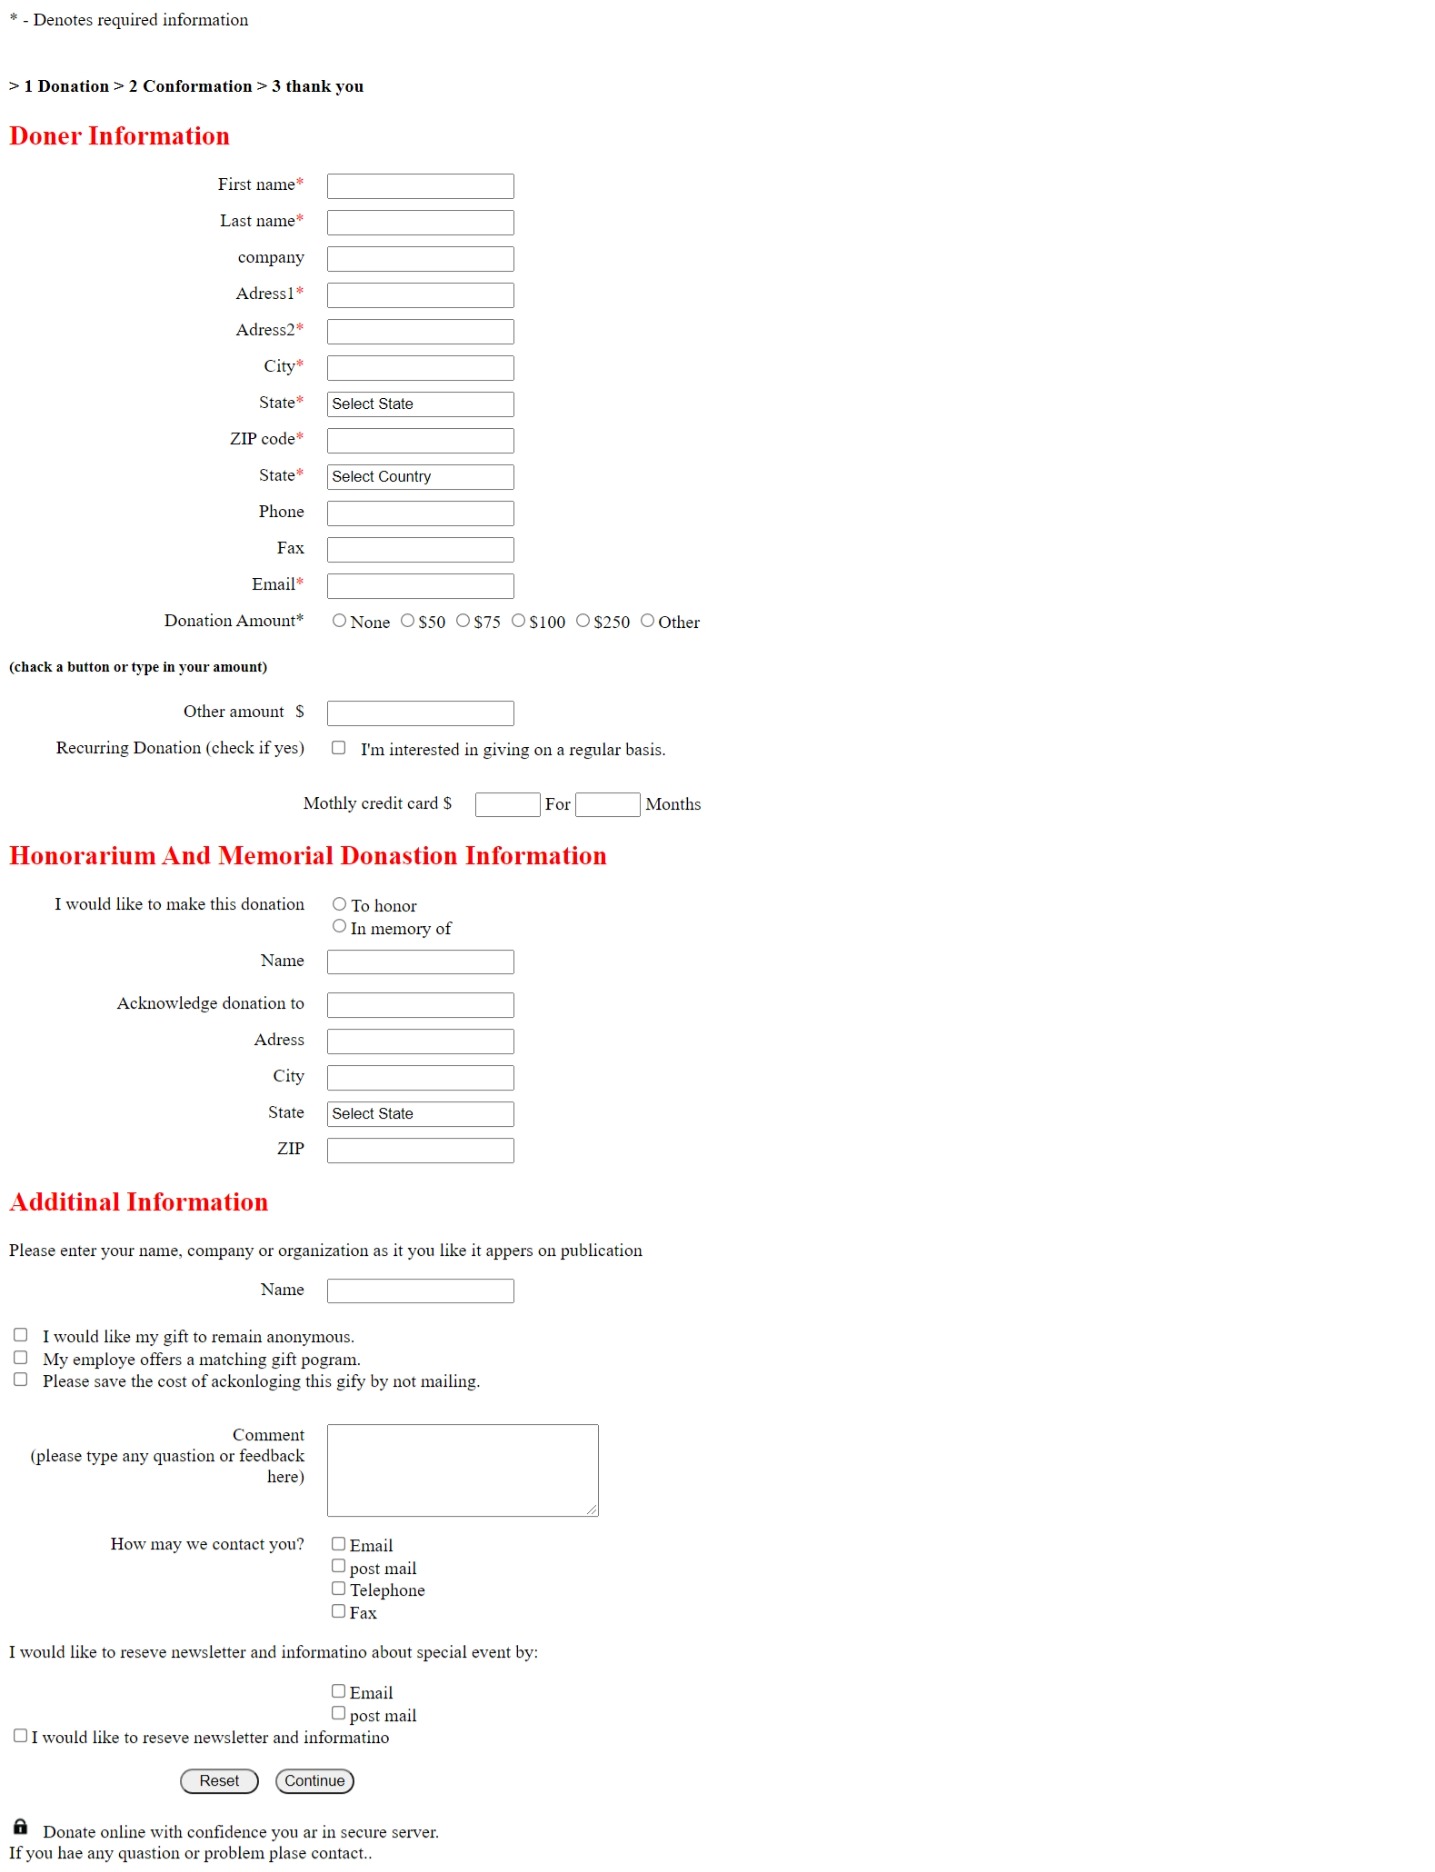 * - Denotes required information
> 1 Donation > 2 Conformation > 3 thank you
Doner Information
First name*
Last name*
company
Adress1*
Adress2*
City*
State* Select State
ZIP code*
State* Select Country
Phone
Fax
Email*
Donation Amount* None $50 $75 $100 $250 Other
(chack a button or type in your amount)
Other amount $
Recurring Donation (check if yes) I'm interested in giving on a regular basis.
Mothly credit card $ For Months
Honorarium And Memorial Donastion Information
I would like to make this donation To honor
In memory of
Name
Acknowledge donation to
Adress
City
State Select State
ZIP
Additinal Information
Please enter your name, company or organization as it you like it appers on publication
Name
I would like my gift to remain anonymous.
My employe offers a matching gift pogram.
Please save the cost of ackonloging this gify by not mailing.
Comment
(please type any quastion or feedback
here)
How may we contact you? Email
post mail
Telephone
Fax
I would like to reseve newsletter and informatino about special event by:
Email
post mail
I would like to reseve newsletter and informatino
Reset Continue
Donate online with confidence you ar in secure server.
If you hae any quastion or problem plase contact..